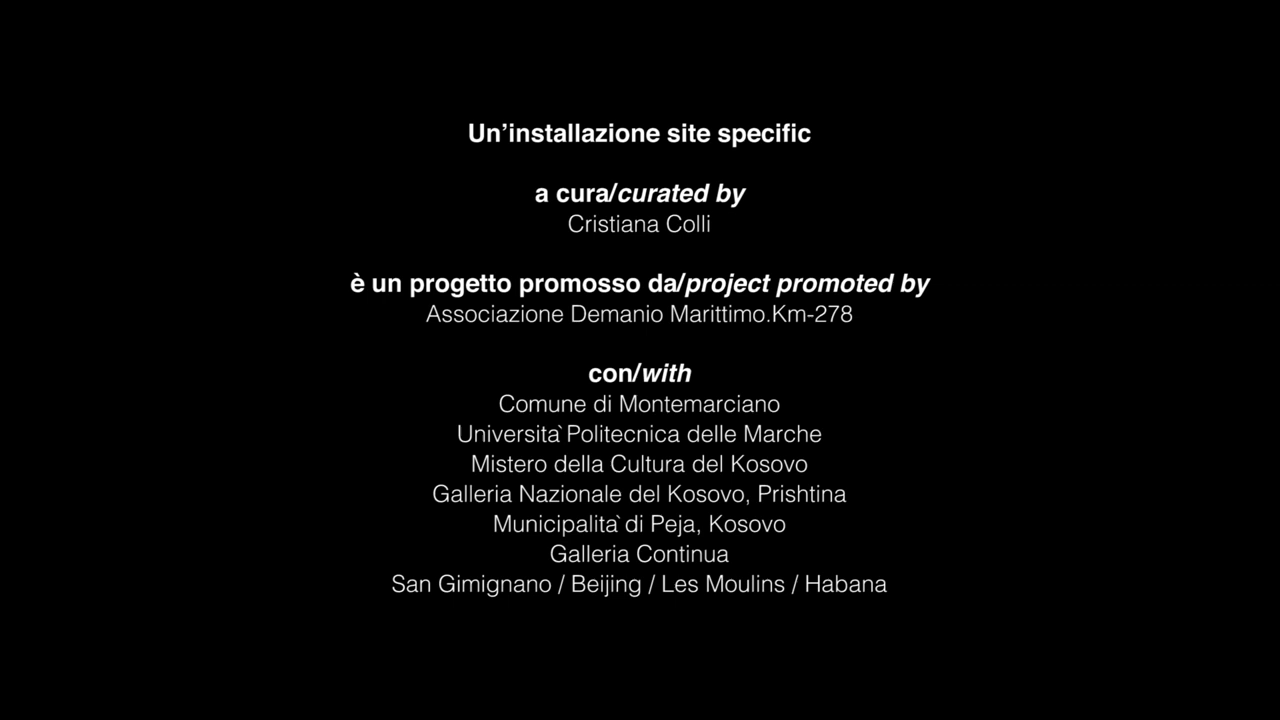 Un’installazione site specific
a cura/curated by
Cristiana Colli
è un progetto promosso da/project promoted by
Associazione Demanio Marittimo.Km-278
con/with
Comune di Montemarciano
Universita` Politecnica delle Marche
Mistero della Cultura del Kosovo
Galleria Nazionale del Kosovo, Prishtina
Municipalita` di Peja, Kosovo
Galleria Continua
San Gimignano / Beijing / Les Moulins / Habana